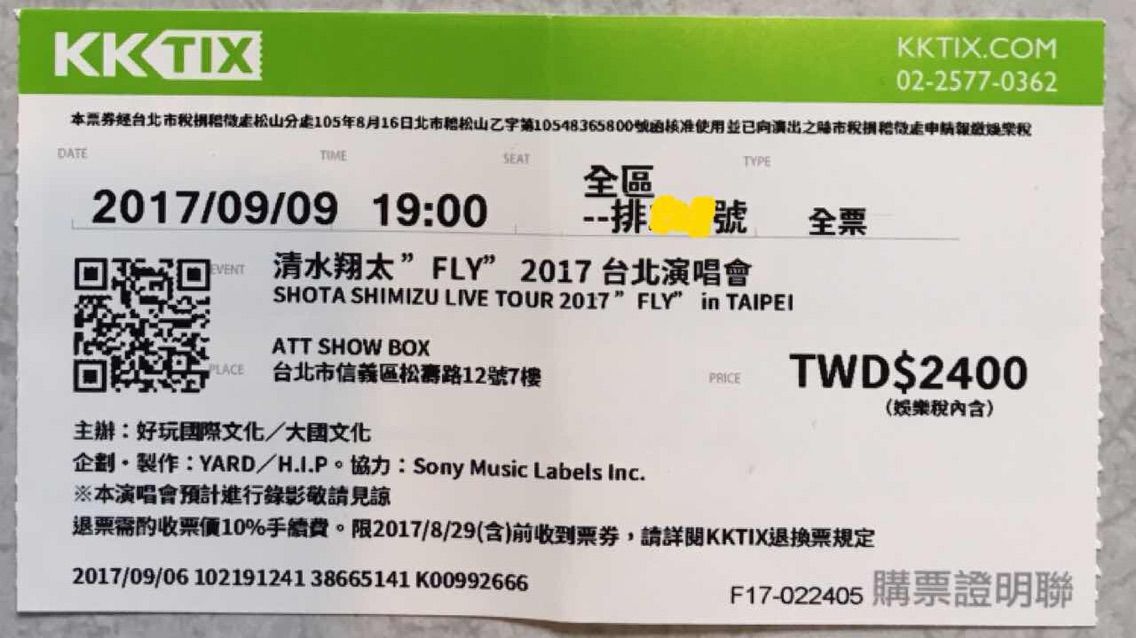 KKTIX
KKTIX.COM
02-2577-0362
本票券經台北市稅捐稽徵處松山分處105年8月16日北市稽松山乙字第10548365800號函核准使用並已向演出之縣市稅捐稽徵處申請報繳娛樂稅
DATE TIME SEAT TYPE
2017/09/09 19:00 全區
--排 號 全票
EVENT 清水翔太”FLY” 2017 台北演唱會
SHOTA SHIMIZU LIVE TOUR 2017”FLY” in TAIPEI
ATT SHOW BOX
PLACE 台北市信義區松壽路12號7樓
PRICE TWD$2400
(娛樂稅內含)
主辦：好玩國際文化／大國文化
企劃・製作：YARD／H.I.P。協力：Sony Music Labels Inc.
※本演唱會預計進行錄影敬請見諒
退票需酌收票價10%手續費。限2017/8/29(含)前收到票券，請詳閱KKTIX退換票規定
2017/09/06 102191241 38665141 K00992666
F17-022405 購票證明聯